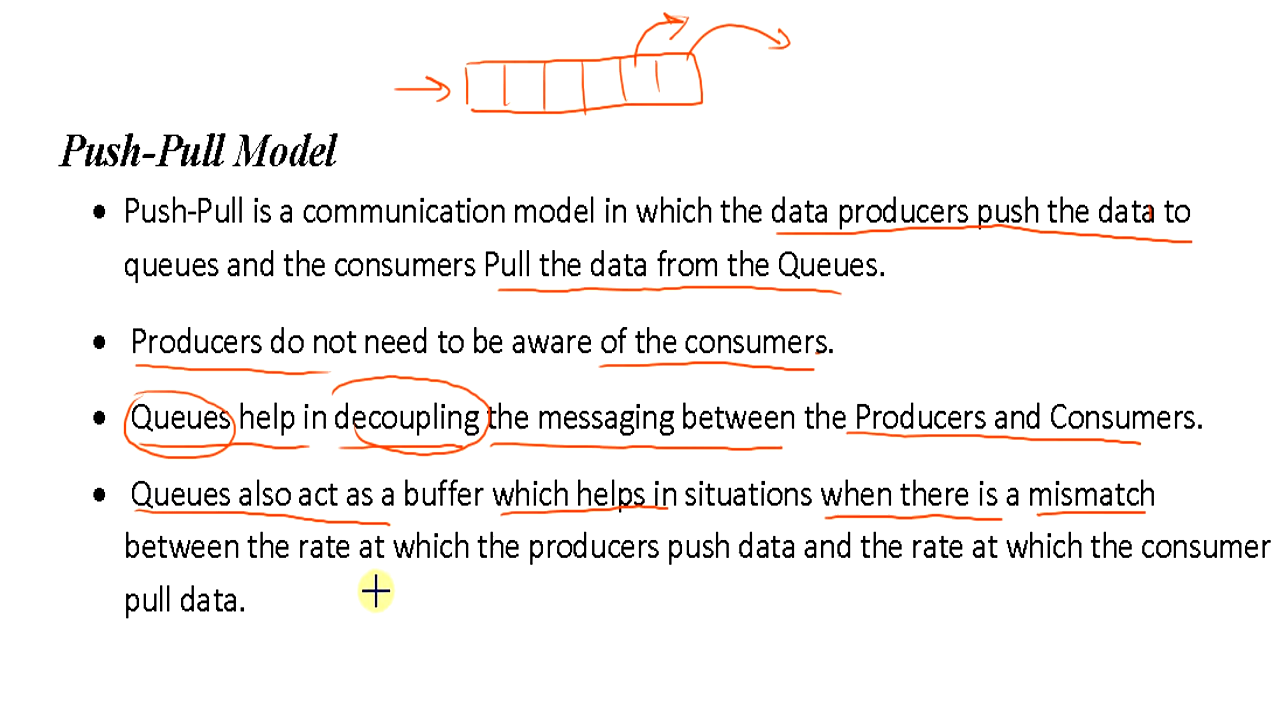 Push-Pull Model
• Push-Pull is a communication model in which the data producers push the data to
queues and the consumers Pull the data from the Queues.
• Producers do not need to be aware of the consumers.
• Queues help in decoupling the messaging between the Producers and Consumers.
• Queues also act as a buffer which helps in situations when there is a mismatch
between the rate at which the producers push data and the rate at which the consumer
pull data.